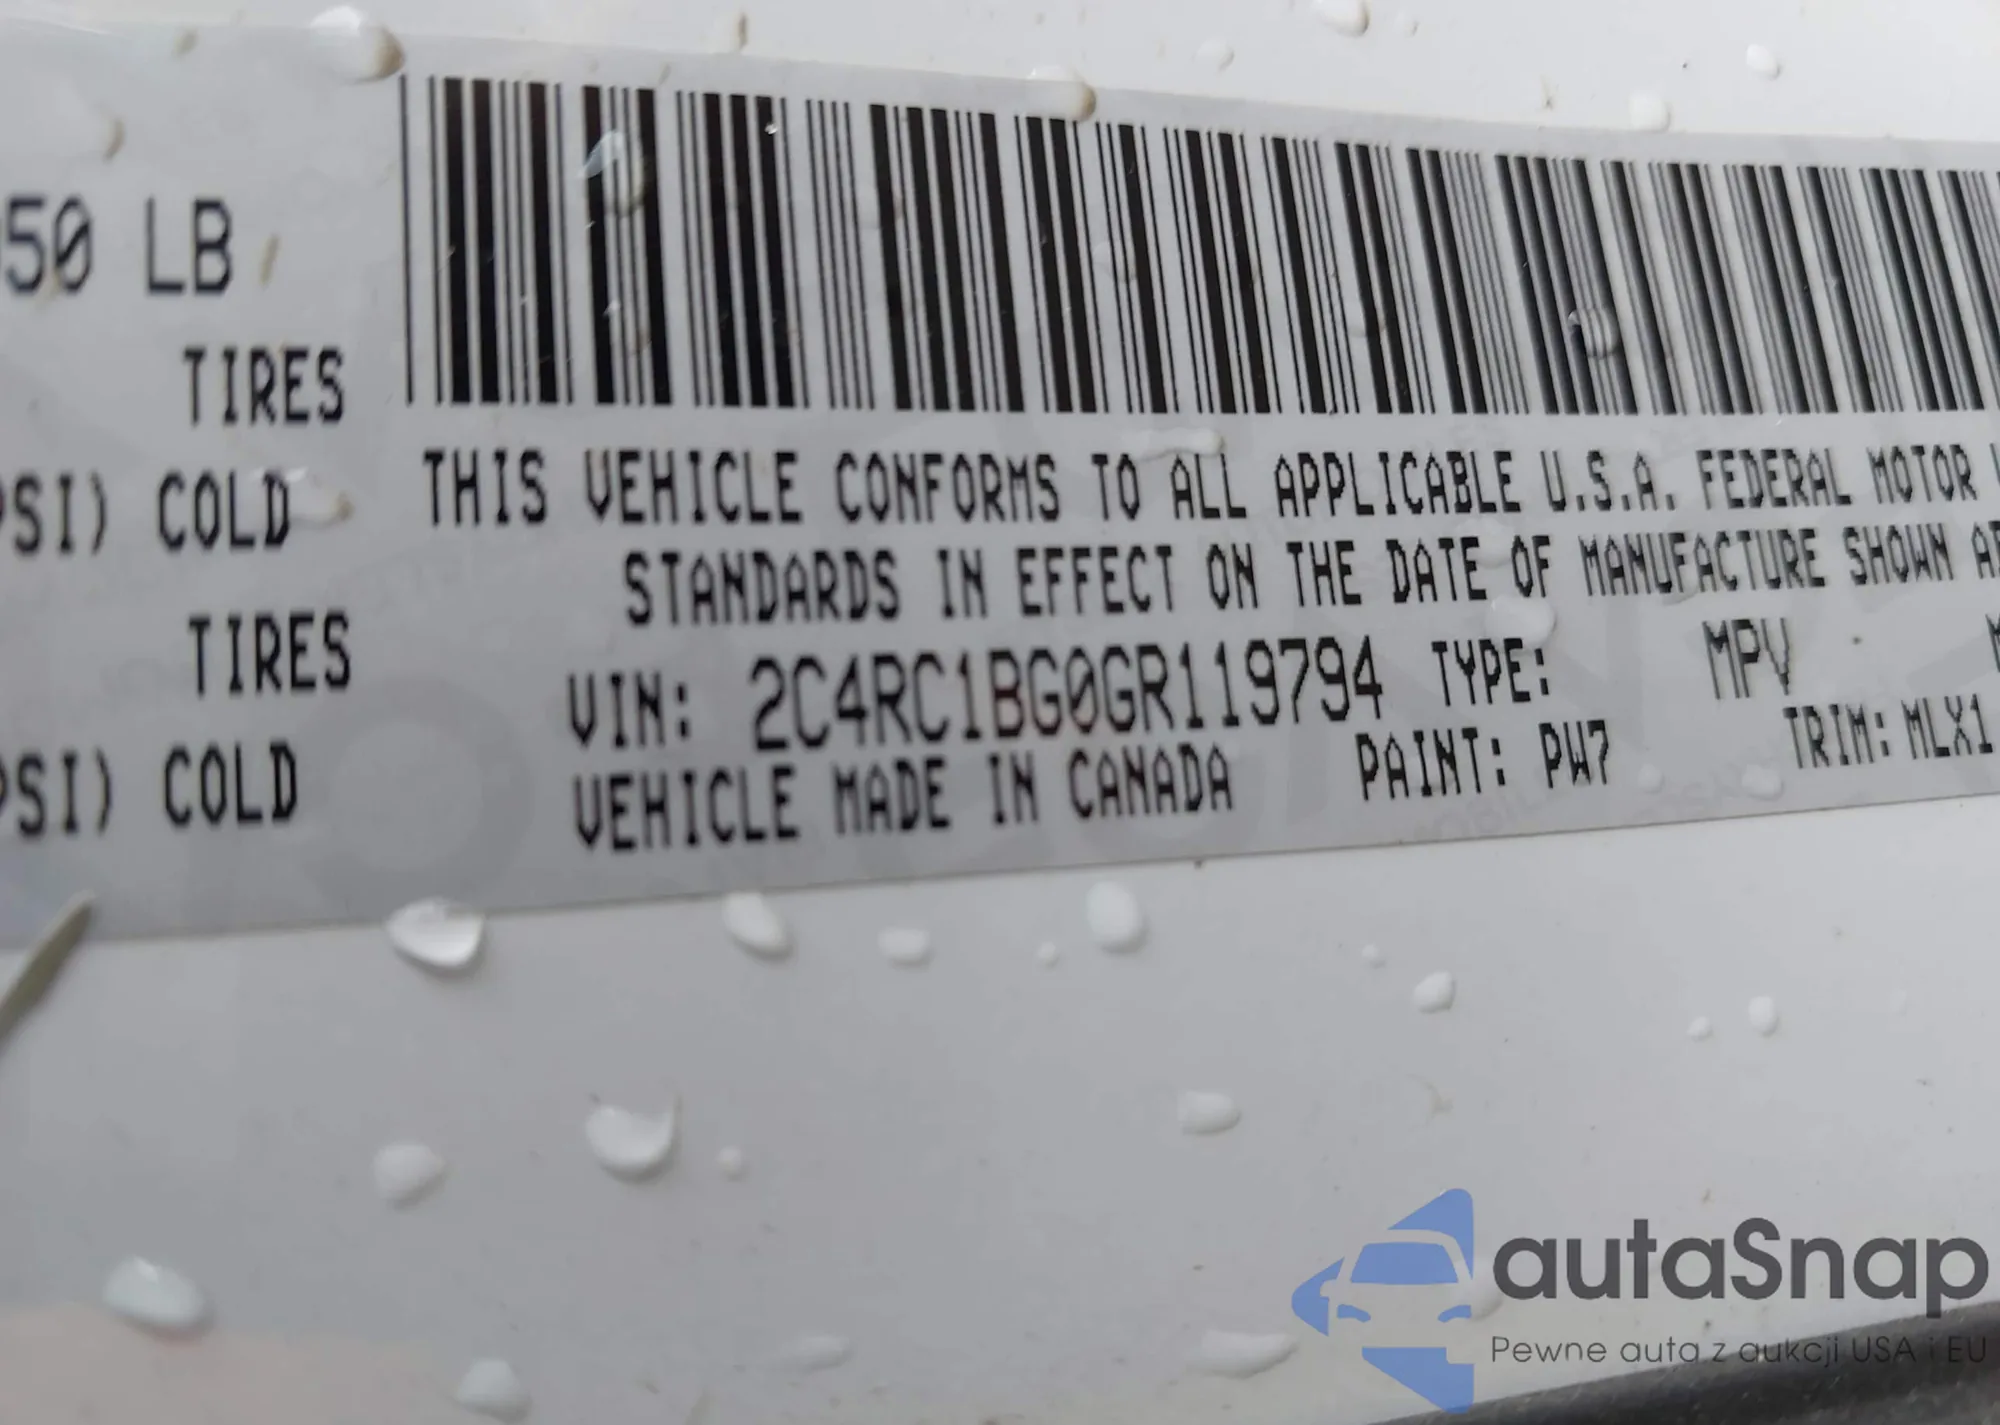 50 LB
TIRES
PSI) COLD
TIRES
PSI) COLD
THIS VEHICLE CONFORMS TO ALL APPLICABLE U.S.A. FEDERAL MOTOR
STANDARDS IN EFFECT ON THE DATE OF MANUFACTURE SHOWN
VIN: 2C4RC1BG0GR119794 TYPE: MPV
VEHICLE MADE IN CANADA PAINT: PW7 TRIM: MLX1
autaSnap
Pewne auta z aukcji USA i EU